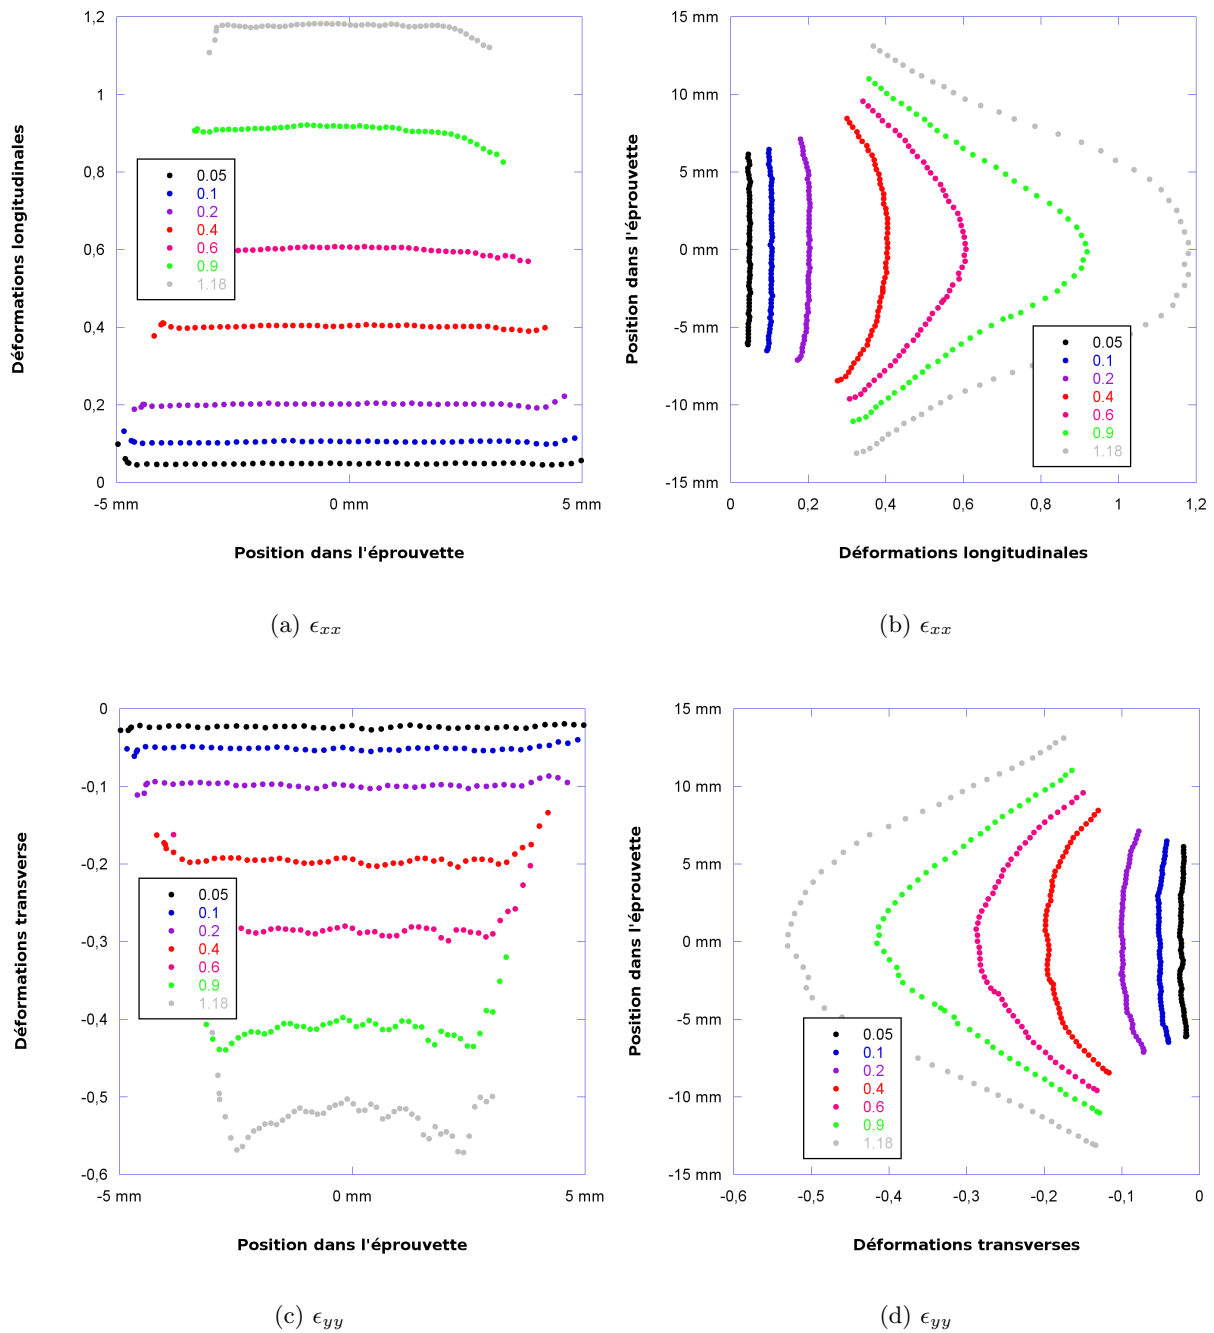 1,2
1
0,8
0,6
0,4
0,2
0
-5 mm
0 mm
5 mm
Déformations longitudinales
Position dans l'éprouvette
0.05
0.1
0.2
0.4
0.6
0.9
1.18
(a) ϵxx
15 mm
10 mm
5 mm
0 mm
-5 mm
-10 mm
-15 mm
0
0,2
0,4
0,6
0,8
1
1,2
Position dans l'éprouvette
Déformations longitudinales
0.05
0.1
0.2
0.4
0.6
0.9
1.18
(b) ϵxx
0
-0,1
-0,2
-0,3
-0,4
-0,5
-0,6
-5 mm
0 mm
5 mm
Déformations transverse
Position dans l'éprouvette
0.05
0.1
0.2
0.4
0.6
0.9
1.18
(c) ϵyy
15 mm
10 mm
5 mm
0 mm
-5 mm
-10 mm
-15 mm
-0,6
-0,5
-0,4
-0,3
-0,2
-0,1
0
Position dans l'éprouvette
Déformations transverses
0.05
0.1
0.2
0.4
0.6
0.9
1.18
(d) ϵyy